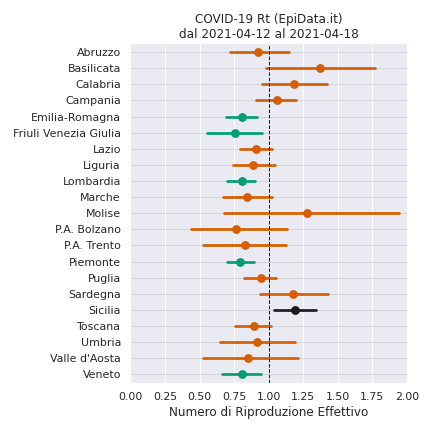 COVID-19 Rt (EpiData.it)
dal 2021-04-12 al 2021-04-18
Abruzzo
Basilicata
Calabria
Campania
Emilia-Romagna
Friuli Venezia Giulia
Lazio
Liguria
Lombardia
Marche
Molise
P.A. Bolzano
P.A. Trento
Piemonte
Puglia
Sardegna
Sicilia
Toscana
Umbria
Valle d'Aosta
Veneto
0.00 0.25 0.50 0.75 1.00 1.25 1.50 1.75 2.00
Numero di Riproduzione Effettivo